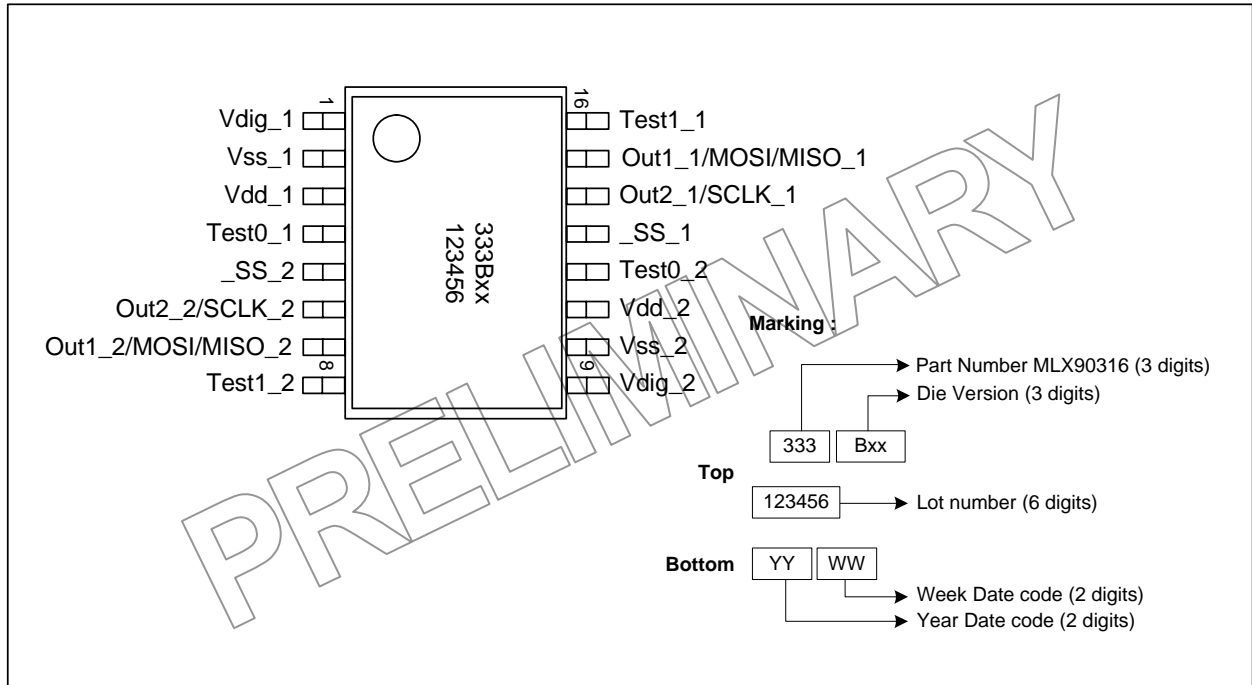 1
16
Vdig_1
Test1_1
Vss_1
Out1_1/MOSI/MISO_1
Vdd_1
Out2_1/SCLK_1
Test0_1
_SS_1
_SS_2
Test0_2
Out2_2/SCLK_2
Vdd_2
Out1_2/MOSI/MISO_2
Vss_2
Test1_2
Vdig_2
8
9
333Bxx
123456
PRELIMINARY
Marking :
Part Number MLX90316 (3 digits)
Die Version (3 digits)
333 Bxx
Top
123456 Lot number (6 digits)
Bottom YY WW
Week Date code (2 digits)
Year Date code (2 digits)